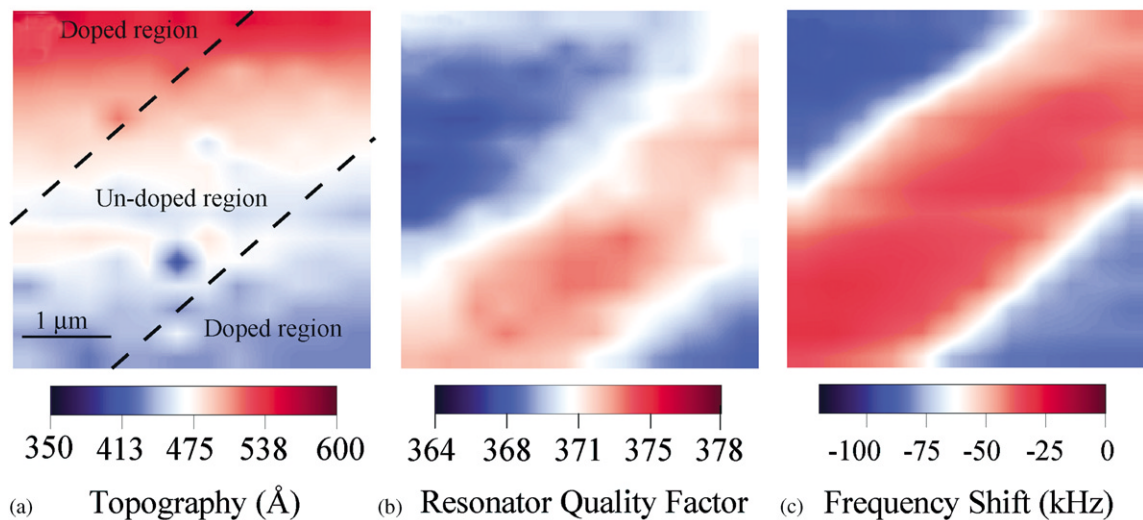 Doped region
Un-doped region
Doped region
1 μm
350 413 475 538 600
364 368 371 375 378
-100 -75 -50 -25 0
(a) Topography (Å)
(b) Resonator Quality Factor
(c) Frequency Shift (kHz)